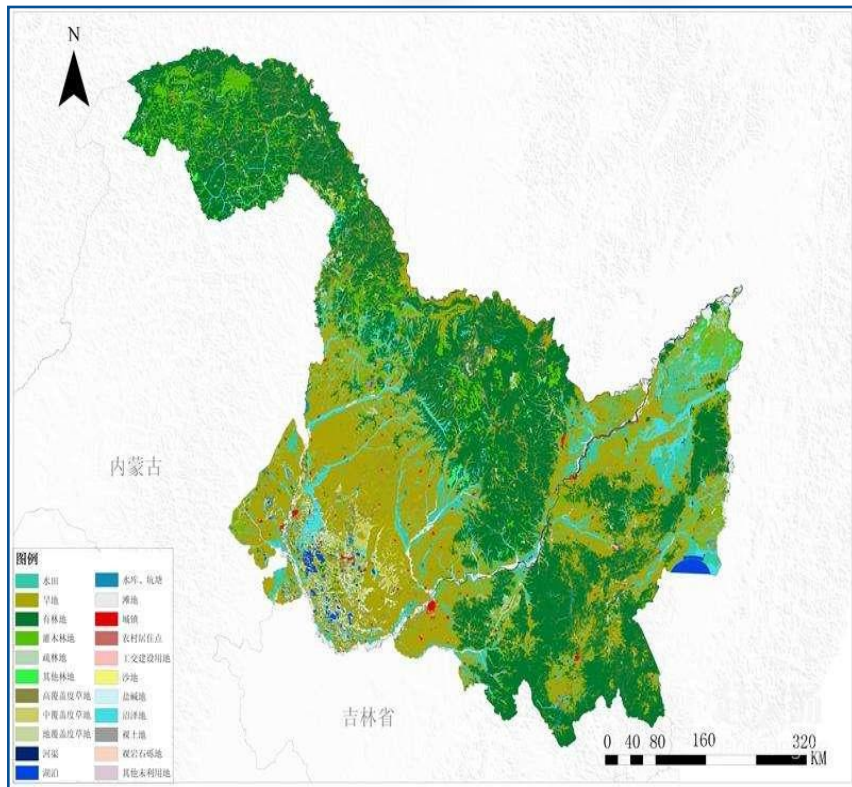 N
内蒙古
吉林省
图例
水田
旱地
有林地
灌木林地
疏林地
其他林地
高覆盖度草地
中覆盖度草地
地覆盖度草地
河渠
湖泊
水库、坑塘
滩地
城镇
农村居住点
工交建设用地
沙地
盐碱地
沼泽地
裸土地
裸岩石砾地
其他未利用地
0 40 80 160 320
KM